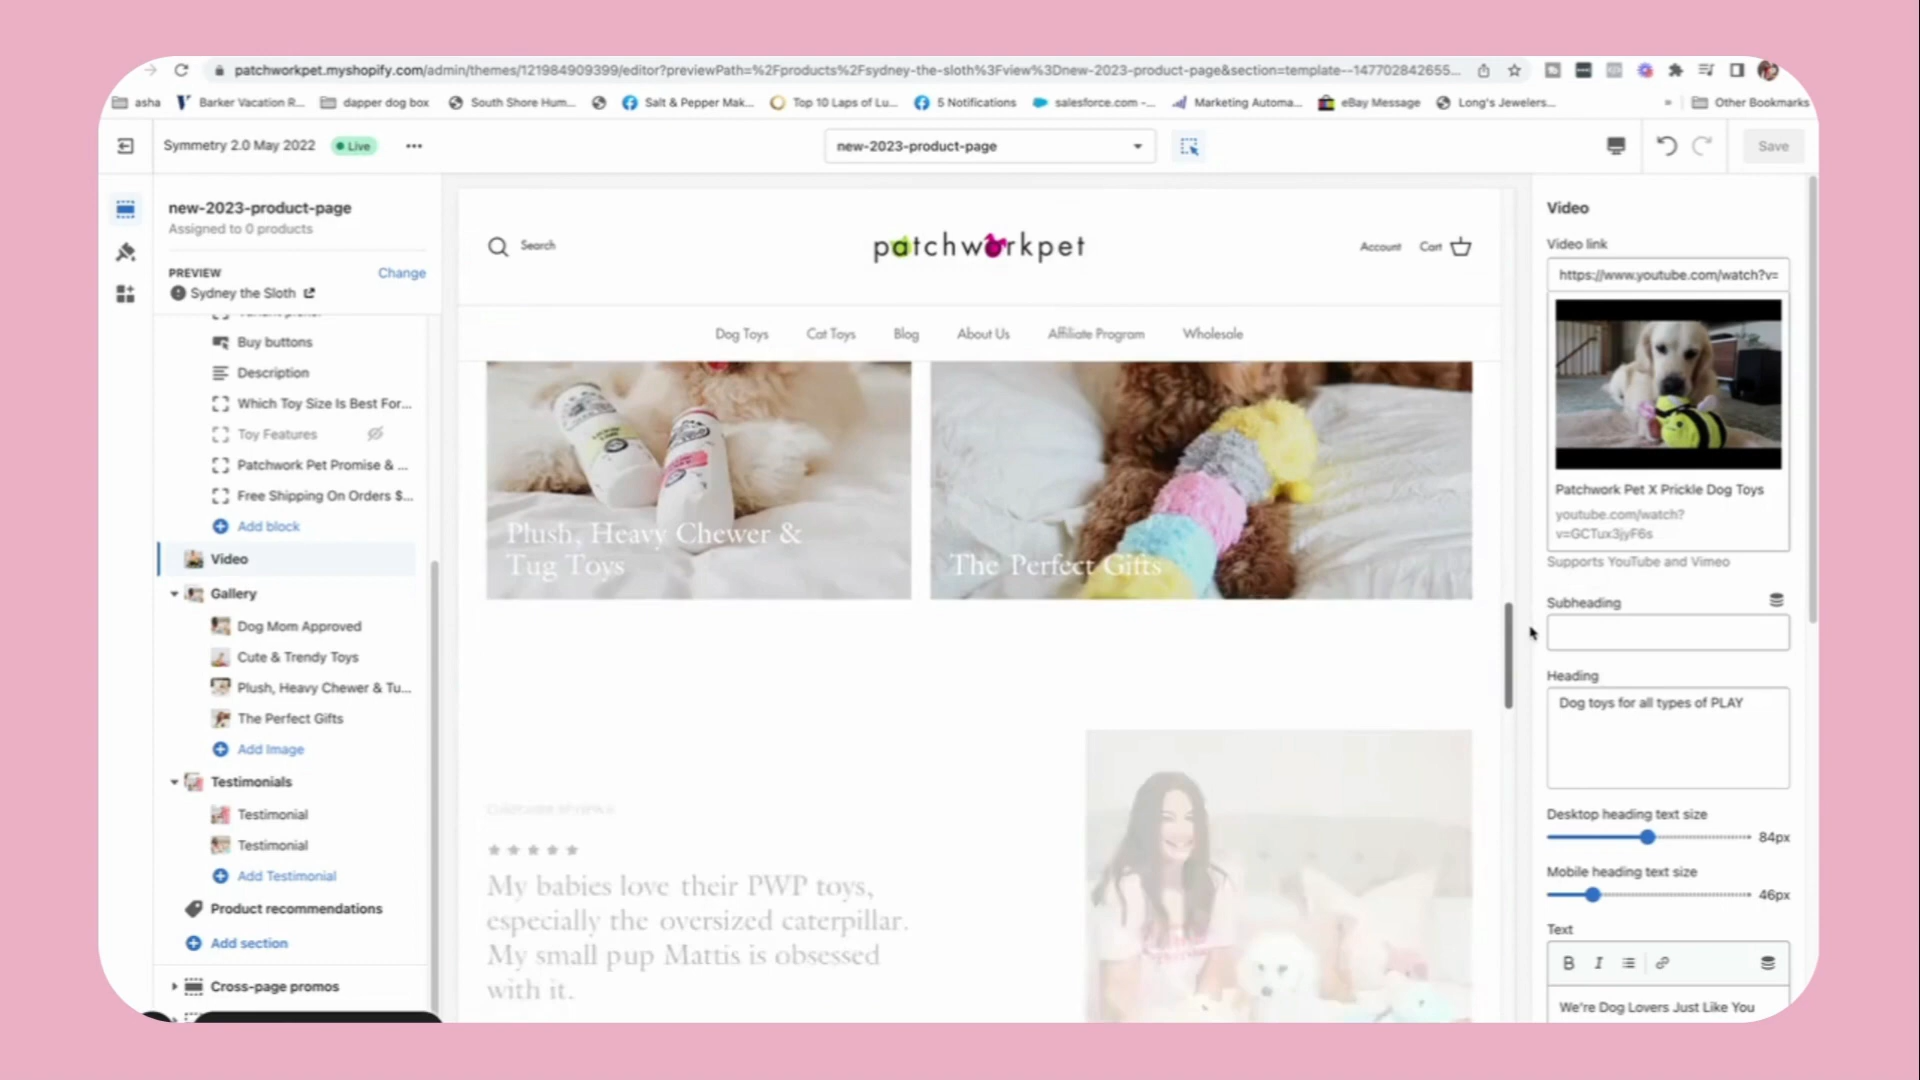 patchworkpet.myshopify.com/admin/themes/121984909399/editor?previewPath=%2Fproducts%2Fsydney-the-sloth%3Fview%3Dnew-2023-product-page&section=template--147702842655...
asha
Barker Vacation R...
dapper dog box
South Shore Hum...
Salt & Pepper Mak...
Top 10 Laps of Lu...
5 Notifications
salesforce.com -...
Marketing Automa...
eBay Message
Long's Jewelers...
»
Other Bookmarks
Symmetry 2.0 May 2022
Live
new-2023-product-page
Save
new-2023-product-page
Assigned to 0 products
PREVIEW
Change
Sydney the Sloth
Buy buttons
Description
Which Toy Size Is Best For...
Toy Features
Patchwork Pet Promise & ...
Free Shipping On Orders $...
Add block
Video
Gallery
Dog Mom Approved
Cute & Trendy Toys
Plush, Heavy Chewer & Tu...
The Perfect Gifts
Add Image
Testimonials
Testimonial
Testimonial
Add Testimonial
Product recommendations
Add section
Cross-page promos
Search
patchworkpet
Account
Cart
Dog Toys
Cat Toys
Blog
About Us
Affiliate Program
Wholesale
Plush, Heavy Chewer &
Tug Toys
The Perfect Gifts
My babies love their PWP toys,
especially the oversized caterpillar.
My small pup Mattis is obsessed
with it.
Video
Video link
https://www.youtube.com/watch?v=
Patchwork Pet X Prickle Dog Toys
youtube.com/watch?
v=GCTux3jyF6s
Supports YouTube and Vimeo
Subheading
Heading
Dog toys for all types of PLAY
Desktop heading text size
84px
Mobile heading text size
46px
Text
B I
We're Dog Lovers Just Like You